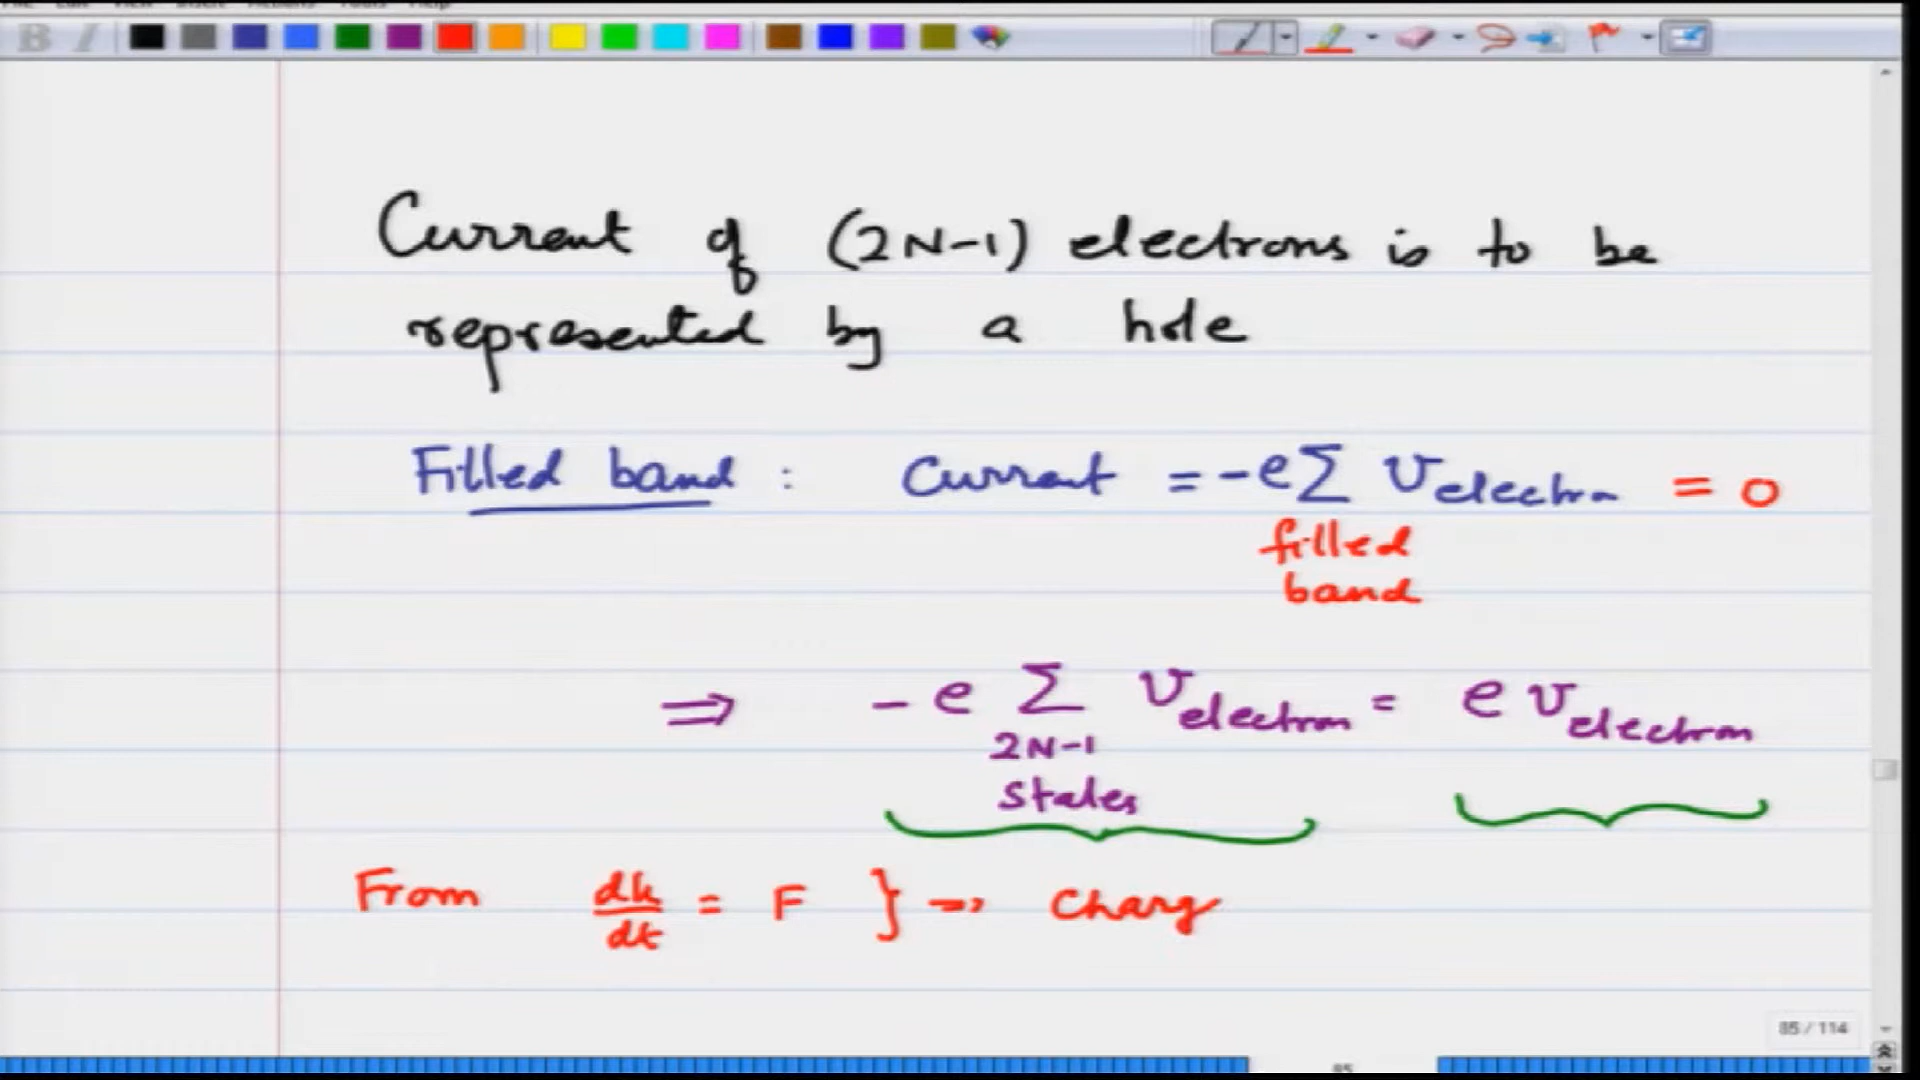 Current of (2N-1) electrons is to be
represented by a hole
Filled band : Current = -e Σ v electron = 0
filled
band
⇒ - e Σ v electron = e v electron
2N-1
states
From dk/dt = F } → Charg
85 / 114
85